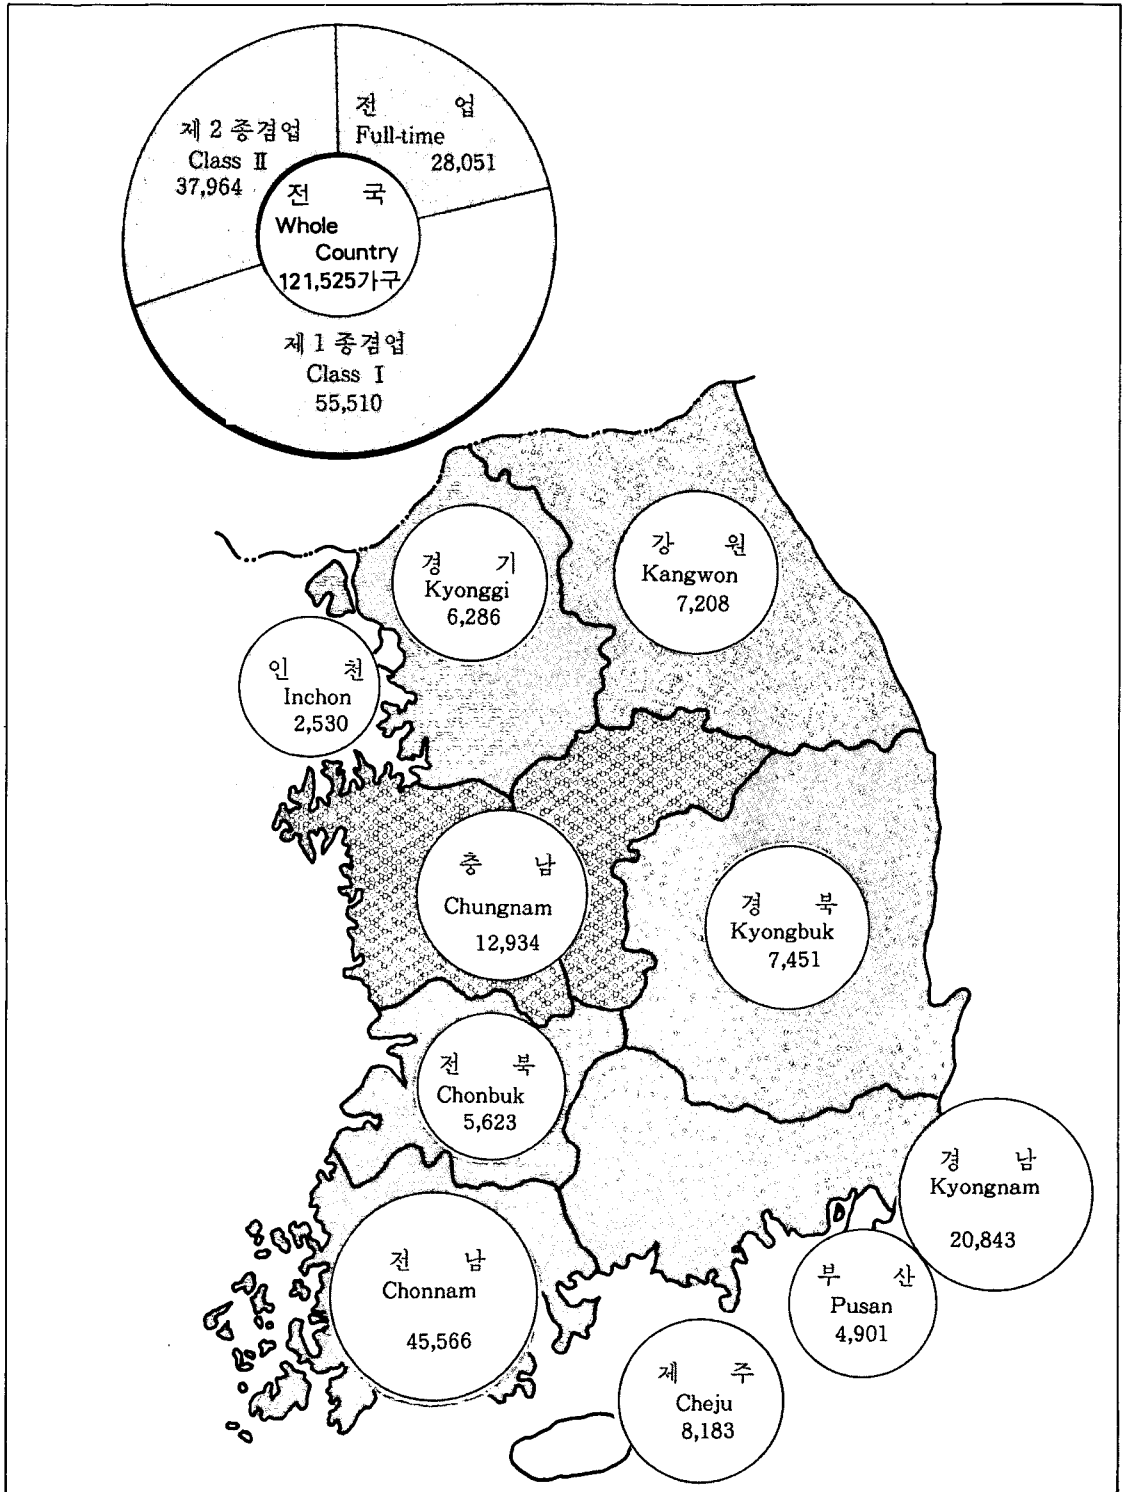 전 업
Full-time
28,051
제 2 종겸업
Class Ⅱ
37,964
전 국
Whole
Country
121,525가구
제 1 종겸업
Class Ⅰ
55,510
경 기
Kyonggi
6,286
강 원
Kangwon
7,208
인 천
Inchon
2,530
충 남
Chungnam
12,934
경 북
Kyongbuk
7,451
전 북
Chonbuk
5,623
경 남
Kyongnam
20,843
전 남
Chonnam
45,566
부 산
Pusan
4,901
제 주
Cheju
8,183